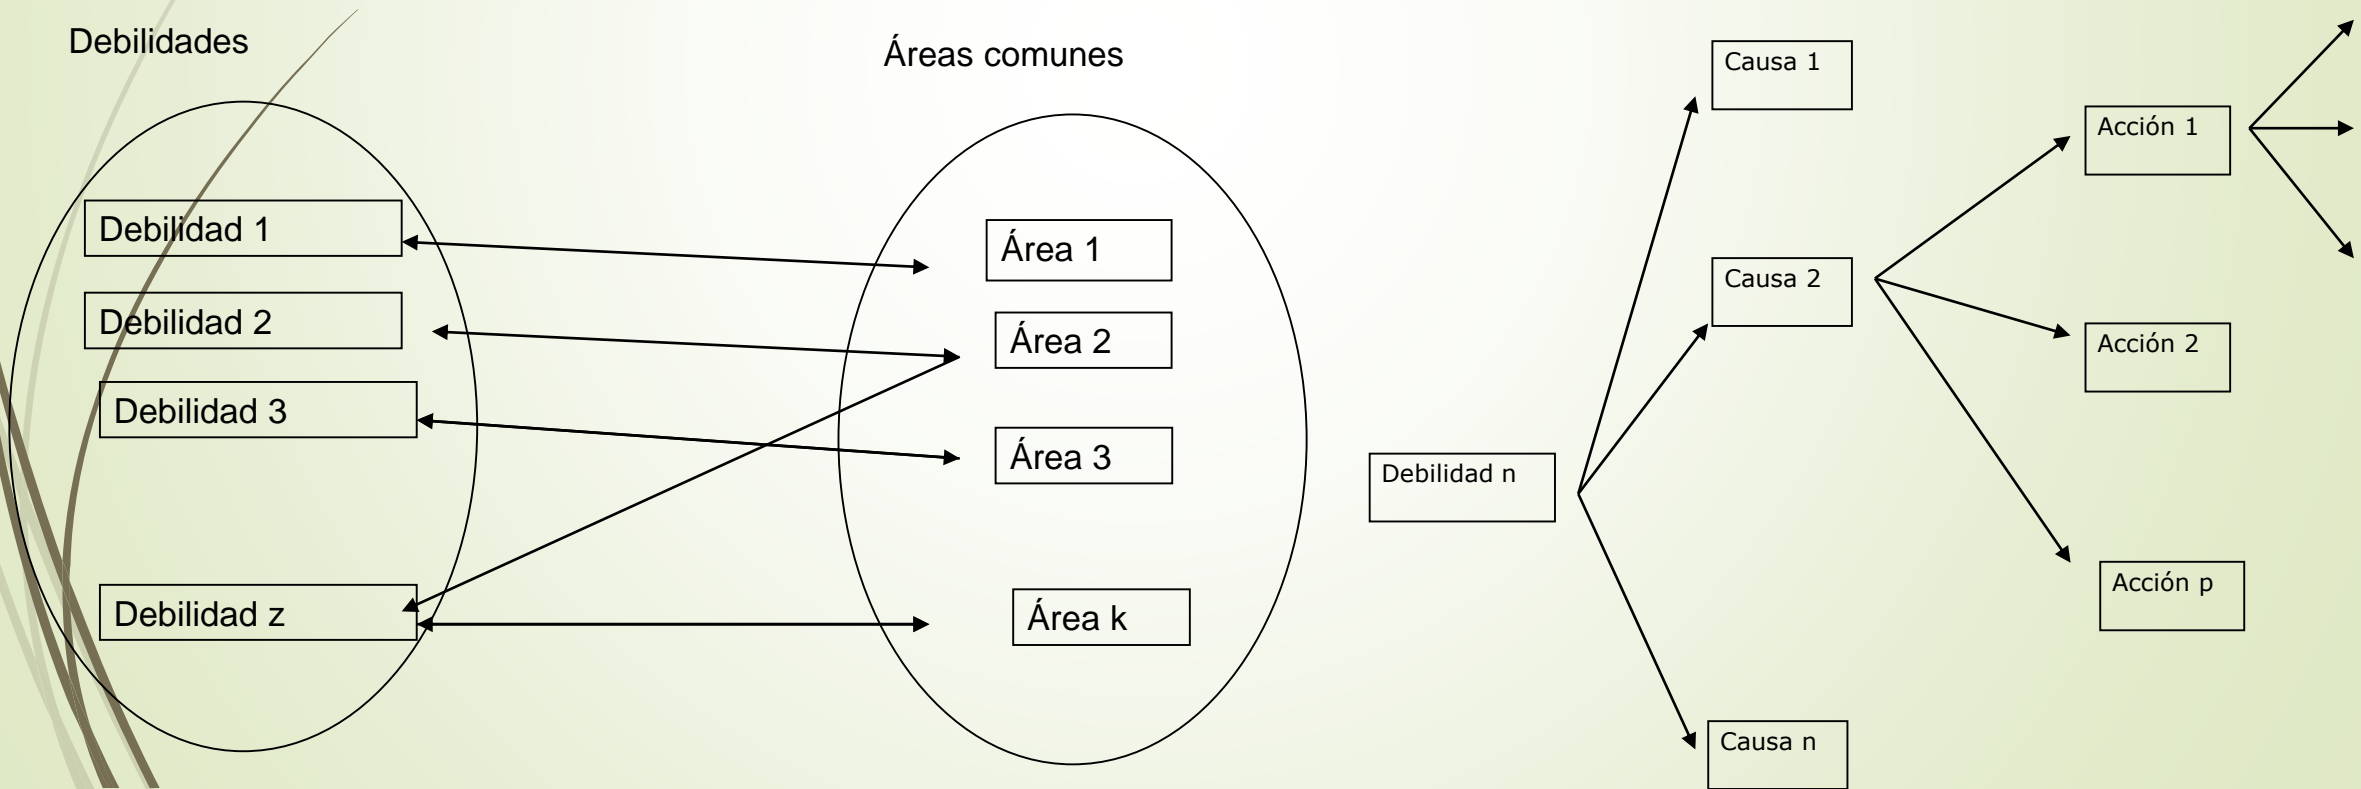 Debilidades
Áreas comunes
Debilidad 1
Debilidad 2
Debilidad 3
Debilidad z
Área 1
Área 2
Área 3
Área k
Debilidad n
Causa 1
Causa 2
Causa n
Acción 1
Acción 2
Acción p